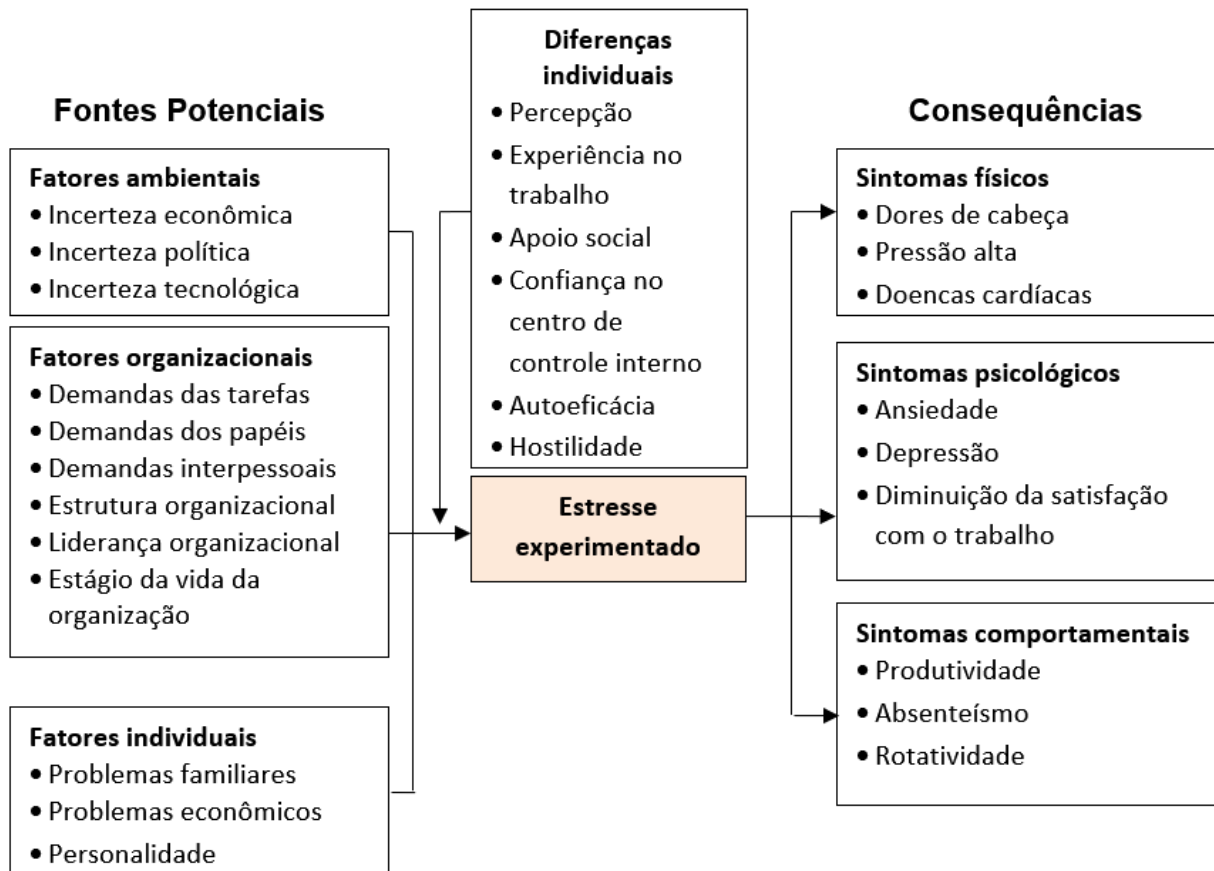 Fontes Potenciais
Fatores ambientais
• Incerteza econômica
• Incerteza política
• Incerteza tecnológica
Fatores organizacionais
• Demandas das tarefas
• Demandas dos papéis
• Demandas interpessoais
• Estrutura organizacional
• Liderança organizacional
• Estágio da vida da
organização
Fatores individuais
• Problemas familiares
• Problemas econômicos
• Personalidade
Diferenças
individuais
• Percepção
• Experiência no
trabalho
• Apoio social
• Confiança no
centro de
controle interno
• Autoeficácia
• Hostilidade
Estresse
experimentado
Consequências
Sintomas físicos
• Dores de cabeça
• Pressão alta
• Doencas cardíacas
Sintomas psicológicos
• Ansiedade
• Depressão
• Diminuição da satisfação
com o trabalho
Sintomas comportamentais
• Produtividade
• Absenteísmo
• Rotatividade